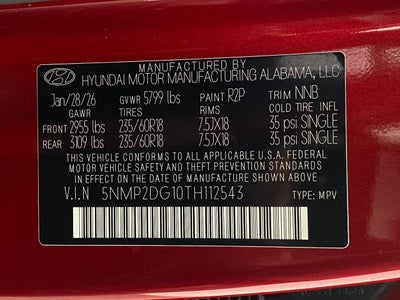 MANUFACTURED BY
HYUNDAI MOTOR MANUFACTURING ALABAMA, LLC
Jan/28/26 GVWR 5799 lbs PAINT R2P TRIM NNB
GAWR TIRES RIMS COLD TIRE INFL
FRONT 2955 lbs 235/60R18 7.5JX18 35 psi SINGLE
REAR 3109 lbs 235/60R18 7.5JX18 35 psi SINGLE
THIS VEHICLE CONFORMS TO ALL APPLICABLE U.S.A. FEDERAL
MOTOR VEHICLE SAFETY AND THEFT PREVENTION STANDARDS
IN EFFECT ON THE DATE OF MANUFACTURE SHOWN ABOVE.
V.I.N 5NMP2DG10TH112543 TYPE: MPV